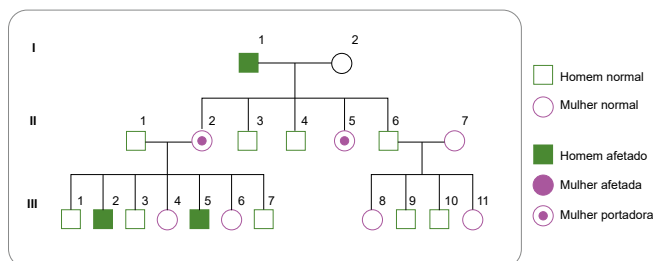 I
1
2
II
1
2
3
4
5
6
7
III
1
2
3
4
5
6
7
8
9
10
11
Homem normal
Mulher normal
Homem afetado
Mulher afetada
Mulher portadora